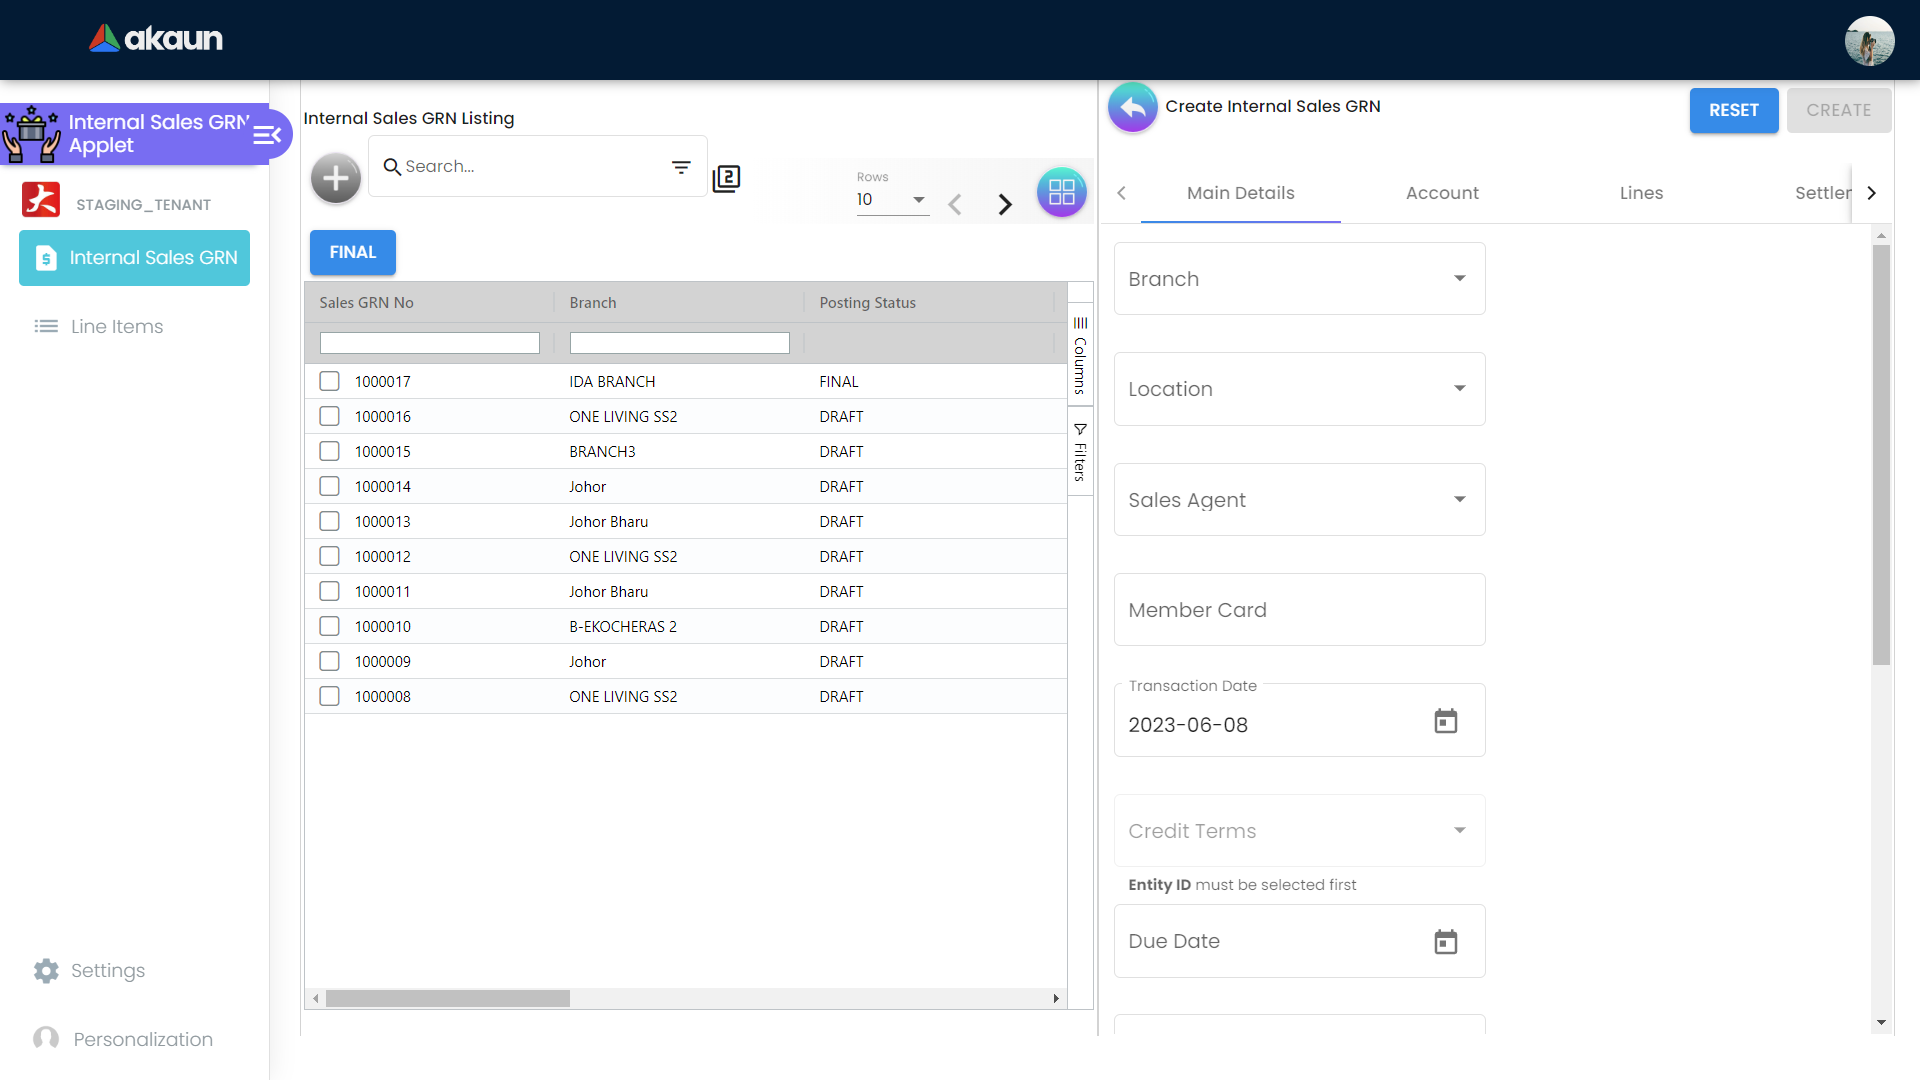 akaun
Internal Sales GRN
Applet
STAGING_TENANT
Internal Sales GRN
Line Items
Settings
Personalization
Internal Sales GRN Listing
Search...
2
Rows
10
FINAL
Sales GRN No Branch Posting Status
1000017 IDA BRANCH FINAL
1000016 ONE LIVING SS2 DRAFT
1000015 BRANCH3 DRAFT
1000014 Johor DRAFT
1000013 Johor Bharu DRAFT
1000012 ONE LIVING SS2 DRAFT
1000011 Johor Bharu DRAFT
1000010 B-EKOCHERAS 2 DRAFT
1000009 Johor DRAFT
1000008 ONE LIVING SS2 DRAFT
Columns
Filters
Create Internal Sales GRN
RESET CREATE
Main Details Account Lines Settler
Branch
Location
Sales Agent
Member Card
Transaction Date
2023-06-08
Credit Terms
Entity ID must be selected first
Due Date